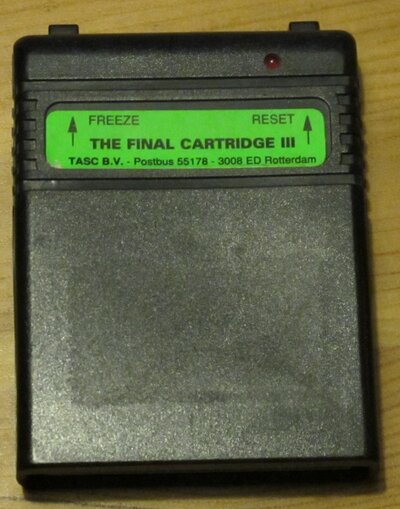 FREEZE RESET
THE FINAL CARTRIDGE III
TASC B.V. - Postbus 55178 - 3008 ED Rotterdam